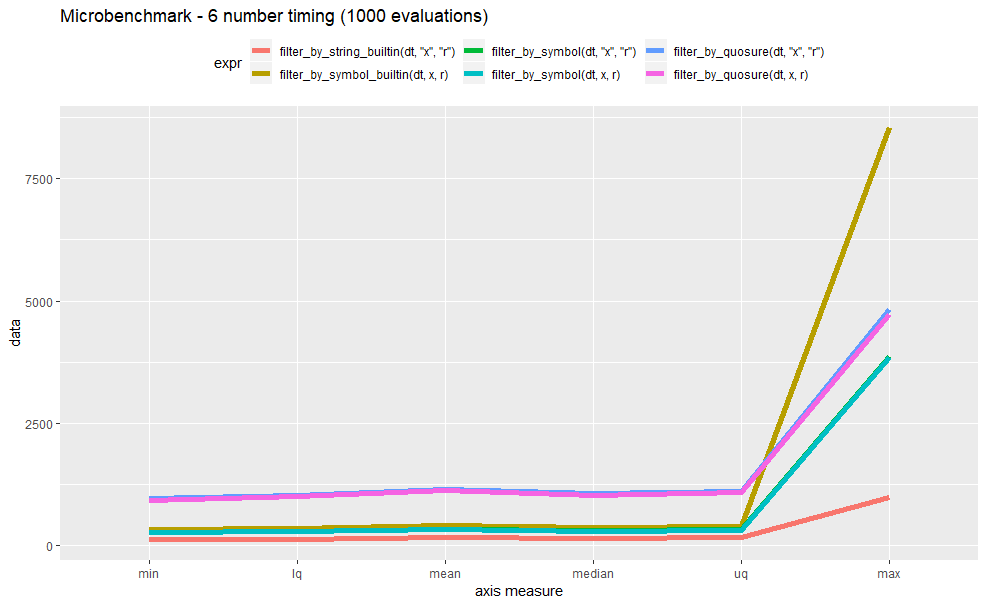 Microbenchmark - 6 number timing (1000 evaluations)
expr
filter_by_string_builtin(dt, "x", "r") filter_by_symbol(dt, "x", "r") filter_by_quosure(dt, "x", "r")
filter_by_symbol_builtin(dt, x, r) filter_by_symbol(dt, x, r) filter_by_quosure(dt, x, r)
data
7500
5000
2500
0
min lq mean median uq max
axis measure